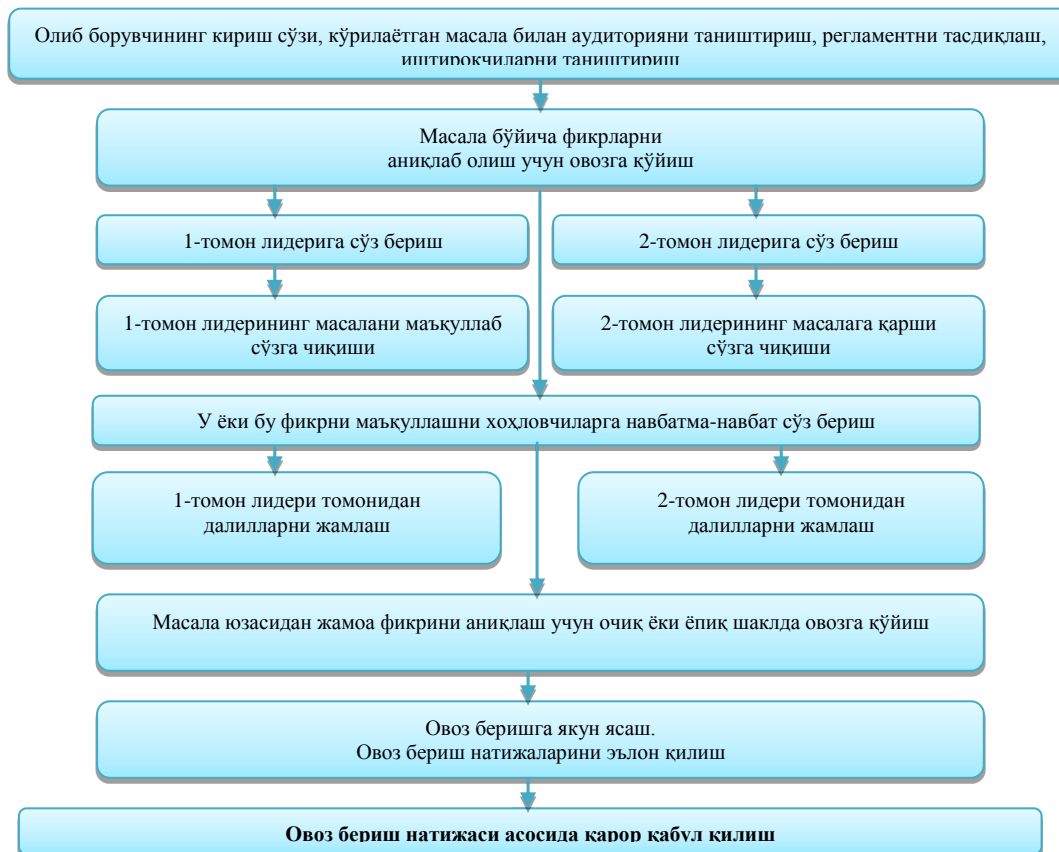 Олиб борувчининг кириш сўзи, кўрилаётган масала билан аудиторияни таништириш, регламентни тасдиқлаш,
иштирокчиларни таништириш
Масала бўйича фикрларни
аниқлаб олиш учун овозга қўйиш
1-томон лидерига сўз бериш
2-томон лидерига сўз бериш
1-томон лидерининг масалани маъқуллаб
сўзга чиқиши
2-томон лидерининг масалага қарши
сўзга чиқиши
У ёки бу фикрни маъқуллашни хоҳловчиларга навбатма-навбат сўз бериш
1-томон лидери томонидан
далилларни жамлаш
2-томон лидери томонидан
далилларни жамлаш
Масала юзасидан жамоа фикрини аниқлаш учун очиқ ёки ёпиқ шаклда овозга қўйиш
Овоз беришга якун ясаш.
Овоз бериш натижаларини эълон қилиш
Овоз бериш натижаси асосида қарор қабул қилиш